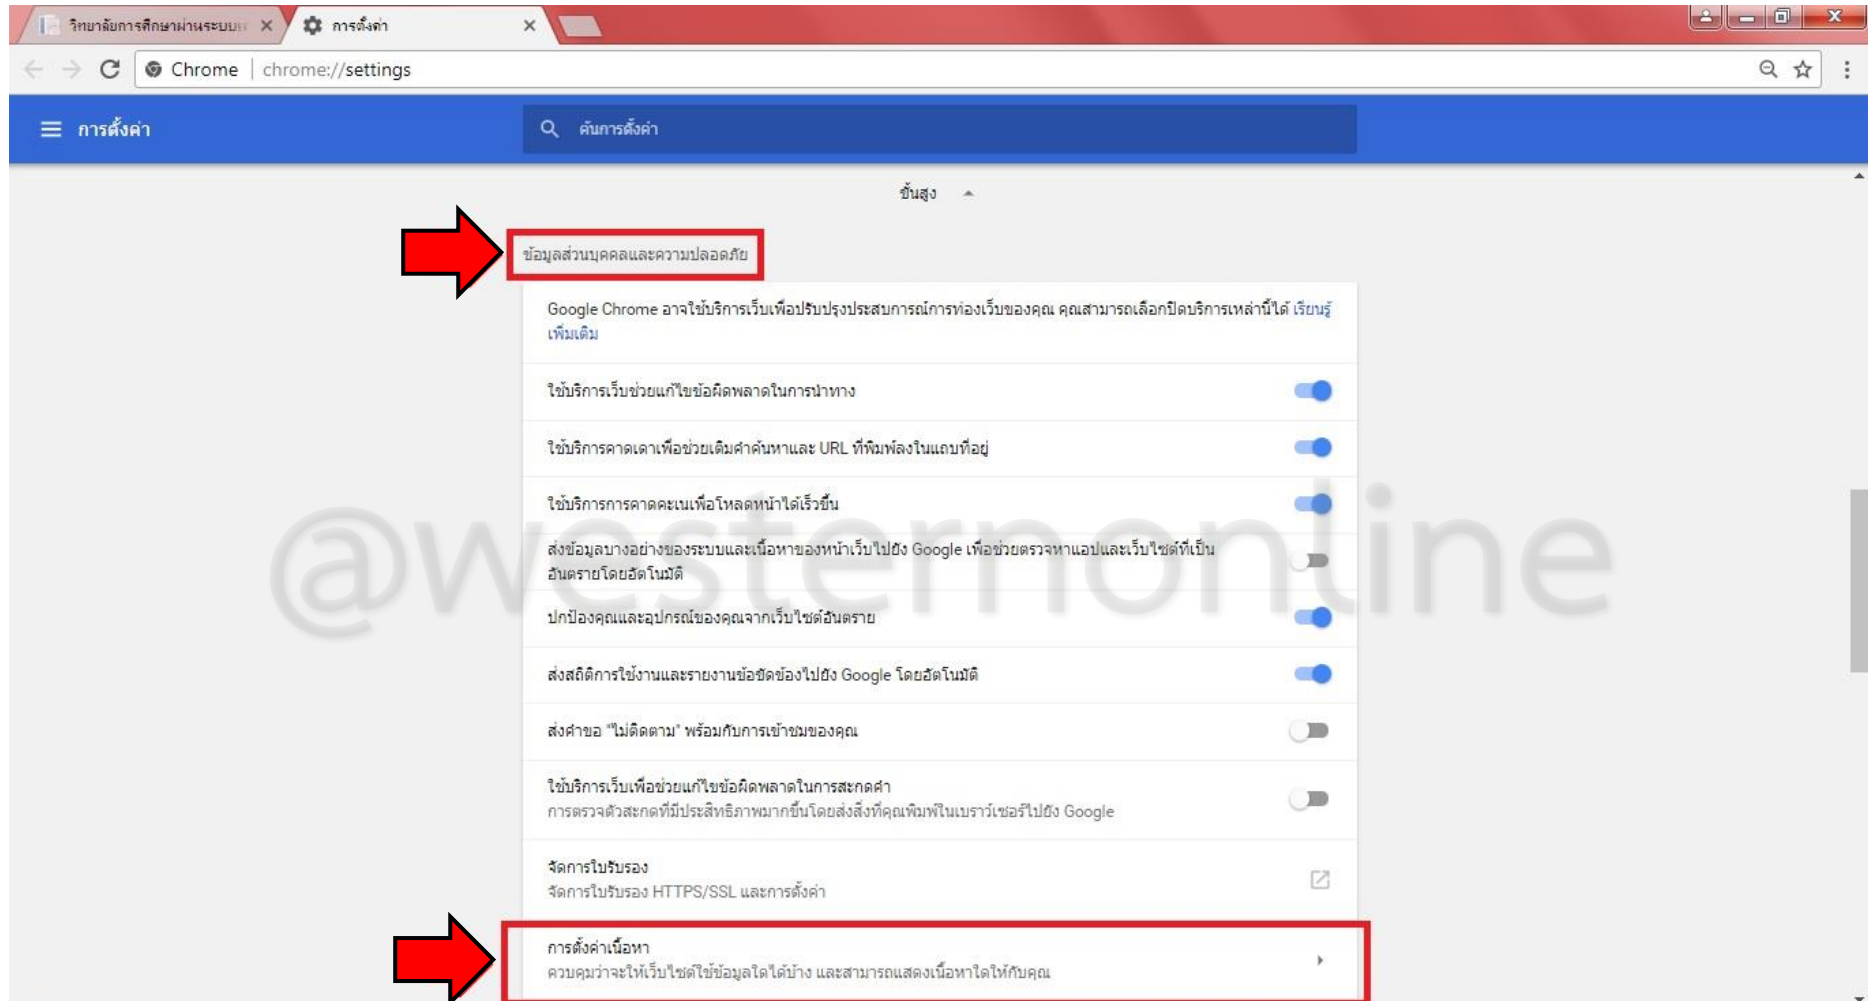 วิทยาลัยการศึกษาผ่านระบบ
การตั้งค่า
Chrome
chrome://settings
การตั้งค่า
ค้นการตั้งค่า
ขั้นสูง
ข้อมูลส่วนบุคคลและความปลอดภัย
Google Chrome อาจใช้บริการเว็บเพื่อปรับปรุงประสบการณ์การท่องเว็บของคุณ คุณสามารถเลือกปิดบริการเหล่านี้ได้ เรียนรู้
เพิ่มเติม
ใช้บริการเว็บช่วยแก้ไขข้อผิดพลาดในการนำทาง
ใช้บริการคาดเดาเพื่อช่วยเติมคำค้นหาและ URL ที่พิมพ์ลงในแถบที่อยู่
ใช้บริการการคาดคะเนเพื่อโหลดหน้าได้เร็วขึ้น
ส่งข้อมูลบางอย่างของระบบและเนื้อหาของหน้าเว็บไปยัง Google เพื่อช่วยตรวจหาแอปและเว็บไซต์ที่เป็น
อันตรายโดยอัตโนมัติ
@westernonline
ปกป้องคุณและอุปกรณ์ของคุณจากเว็บไซต์อันตราย
ส่งสถิติการใช้งานและรายงานข้อขัดข้องไปยัง Google โดยอัตโนมัติ
ส่งคำขอ "ไม่ติดตาม" พร้อมกับการเข้าชมของคุณ
ใช้บริการเว็บเพื่อช่วยแก้ไขข้อผิดพลาดในการสะกดคำ
การตรวจตัวสะกดที่มีประสิทธิภาพมากขึ้นโดยส่งสิ่งที่คุณพิมพ์ในเบราว์เซอร์ไปยัง Google
จัดการใบรับรอง
จัดการใบรับรอง HTTPS/SSL และการตั้งค่า
การตั้งค่าเนื้อหา
ควบคุมว่าจะให้เว็บไซต์ใช้ข้อมูลใดได้บ้าง และสามารถแสดงเนื้อหาใดให้กับคุณ